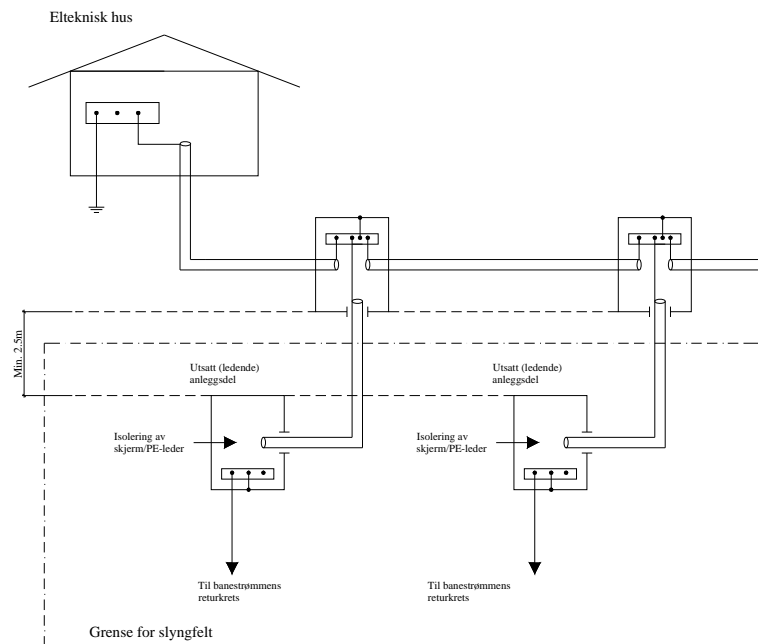 Elteknisk hus
Min. 2.5m
Utsatt (ledende)
anleggsdel
Utsatt (ledende)
anleggsdel
Isolering av
skjerm/PE-leder
Isolering av
skjerm/PE-leder
Til banestrømmens
returkrets
Til banestrømmens
returkrets
Grense for slyngfelt